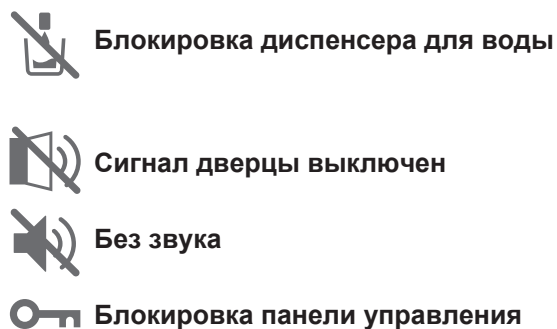 Блокировка диспенсера для воды
Сигнал дверцы выключен
Без звука
Блокировка панели управления